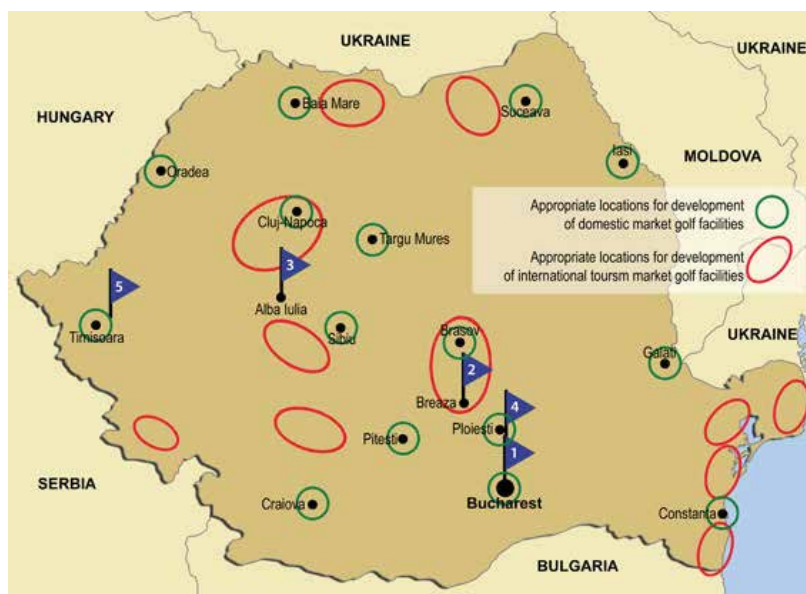 UKRAINE
UKRAINE
HUNGARY
Baia Mare
Suceava
Iasi
MOLDOVA
Oradea
Appropriate locations for development
of domestic market golf facilities
Cluj-Napoca
Targu Mures
Appropriate locations for development
of international toursm market golf facilities
3
5
Alba Iulia
Timisoara
Sibiu
Brasov
UKRAINE
Galati
2
Breaza
4
Ploiesti
Pitesti
1
SERBIA
Craiova
Bucharest
Constanta
BULGARIA